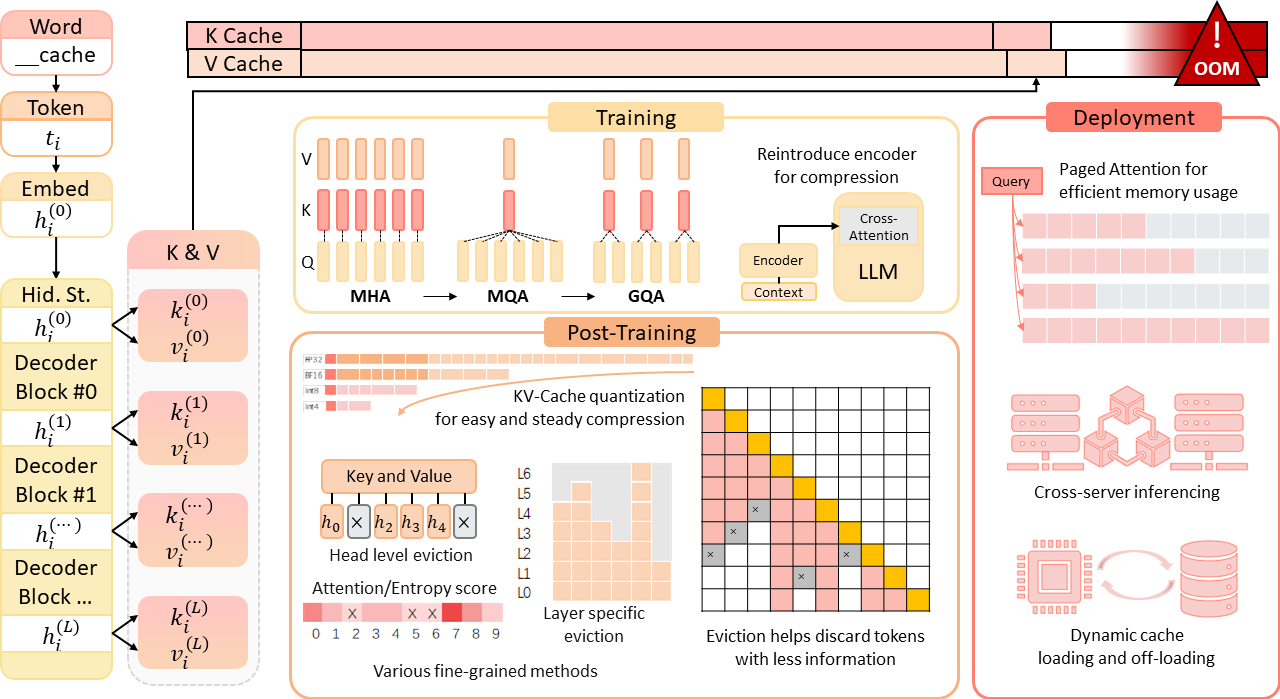 Word
__cache
Token
t_i
Embed
h_i^(0)
Hid. St.
h_i^(0)
Decoder
Block #0
h_i^(1)
Decoder
Block #1
h_i^(...)
Decoder
Block ...
h_i^(L)
K & V
k_i^(0)
v_i^(0)
k_i^(1)
v_i^(1)
k_i^(...)
v_i^(...)
k_i^(L)
v_i^(L)
K Cache
V Cache
!
OOM
Training
V
K
Q
MHA
MQA
GQA
Reintroduce encoder
for compression
Cross-
Attention
LLM
Encoder
Context
Post-Training
FP32
BF16
Int8
Int4
KV-Cache quantization
for easy and steady compression
Key and Value
h_0 × h_2 h_3 h_4 ×
Head level eviction
Attention/Entropy score
X X X
0 1 2 3 4 5 6 7 8 9
L6
L5
L4
L3
L2
L1
L0
Layer specific
eviction
Various fine-grained methods
×
×
× ×
×
Eviction helps discard tokens
with less information
Deployment
Query
Paged Attention for
efficient memory usage
Cross-server inferencing
Dynamic cache
loading and off-loading